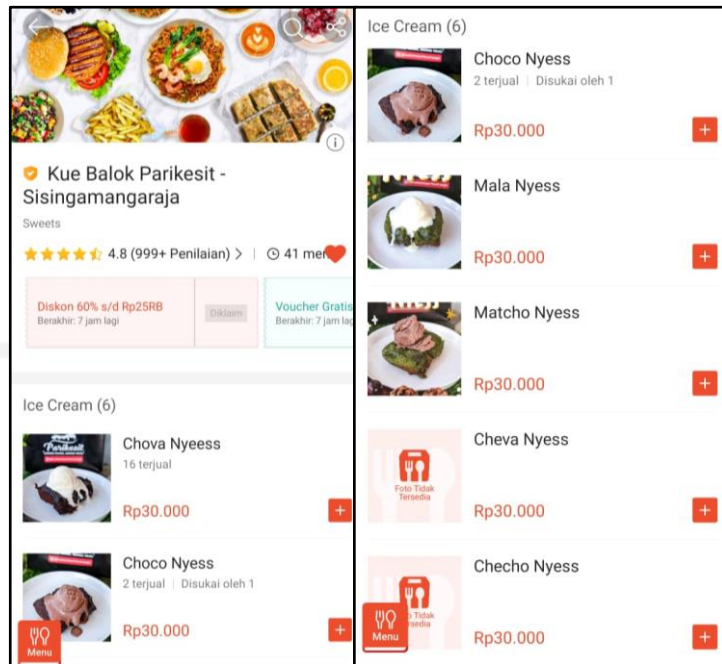 Kue Balok Parikesit -
Sisingamangaraja
Sweets
4.8 (999+ Penilaian) > | 41 men
Diskon 60% s/d Rp25RB
Berakhir: 7 jam lagi
Diklaim
Voucher Gratis
Berakhir: 7 jam lag
Ice Cream (6)
Parikesit
Chova Nyeess
16 terjual
Rp30.000
Choco Nyess
2 terjual | Disukai oleh 1
Rp30.000
Menu
Ice Cream (6)
Choco Nyess
2 terjual | Disukai oleh 1
Rp30.000
Mala Nyess
Rp30.000
Matcho Nyess
Rp30.000
Foto Tidak
Tersedia
Cheva Nyess
Rp30.000
Checho Nyess
Rp30.000
Tidak
sedia
Menu